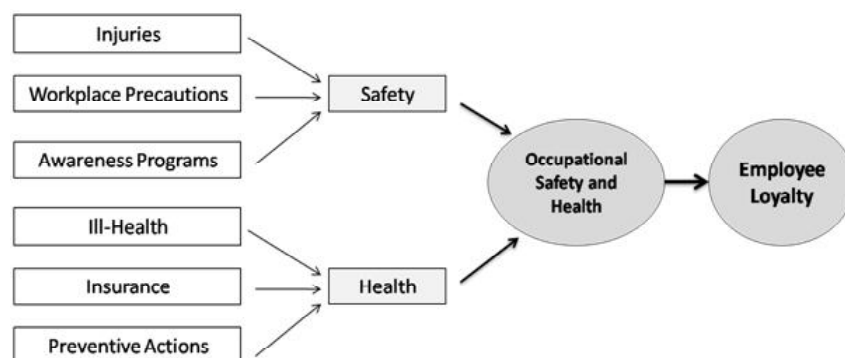 Injuries
Workplace Precautions
Safety
Awareness Programs
Occupational
Safety and
Health
Employee
Loyalty
Ill-Health
Insurance
Health
Preventive Actions